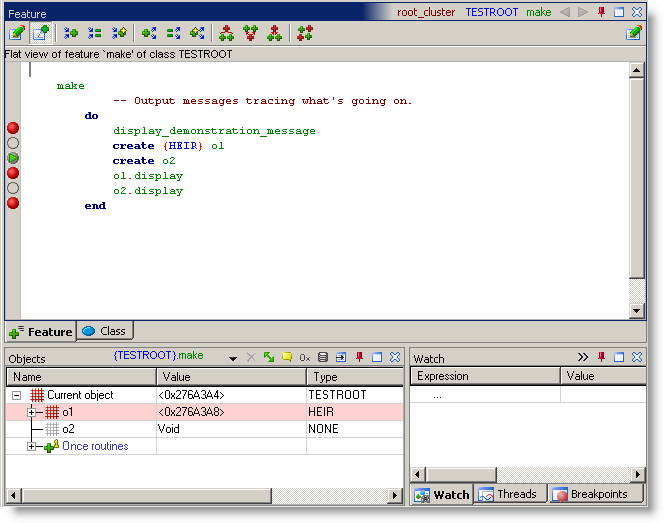 Feature root_cluster TESTROOT make
Flat view of feature `make' of class TESTROOT
make
-- Output messages tracing what's going on.
do
display_demonstration_message
create {HEIR} o1
create o2
o1.display
o2.display
end
Feature Class
Objects {TESTROOT}.make
Name Value Type
Current object <0x276A3A4> TESTROOT
o1 <0x276A3A8> HEIR
o2 Void NONE
Once routines
Watch
Expression Value
...
Watch Threads Breakpoints